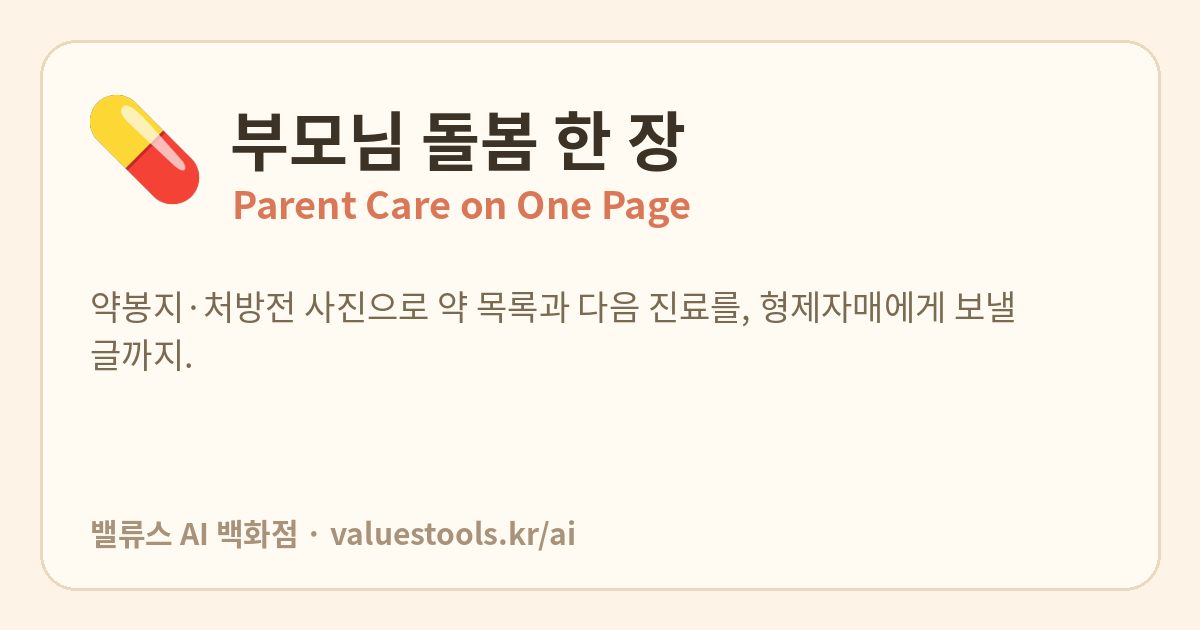 부모님 돌봄 한 장
Parent Care on One Page
약봉지·처방전 사진으로 약 목록과 다음 진료를, 형제자매에게 보낼
글까지.
밸류스 AI 백화점 · valuestools.kr/ai